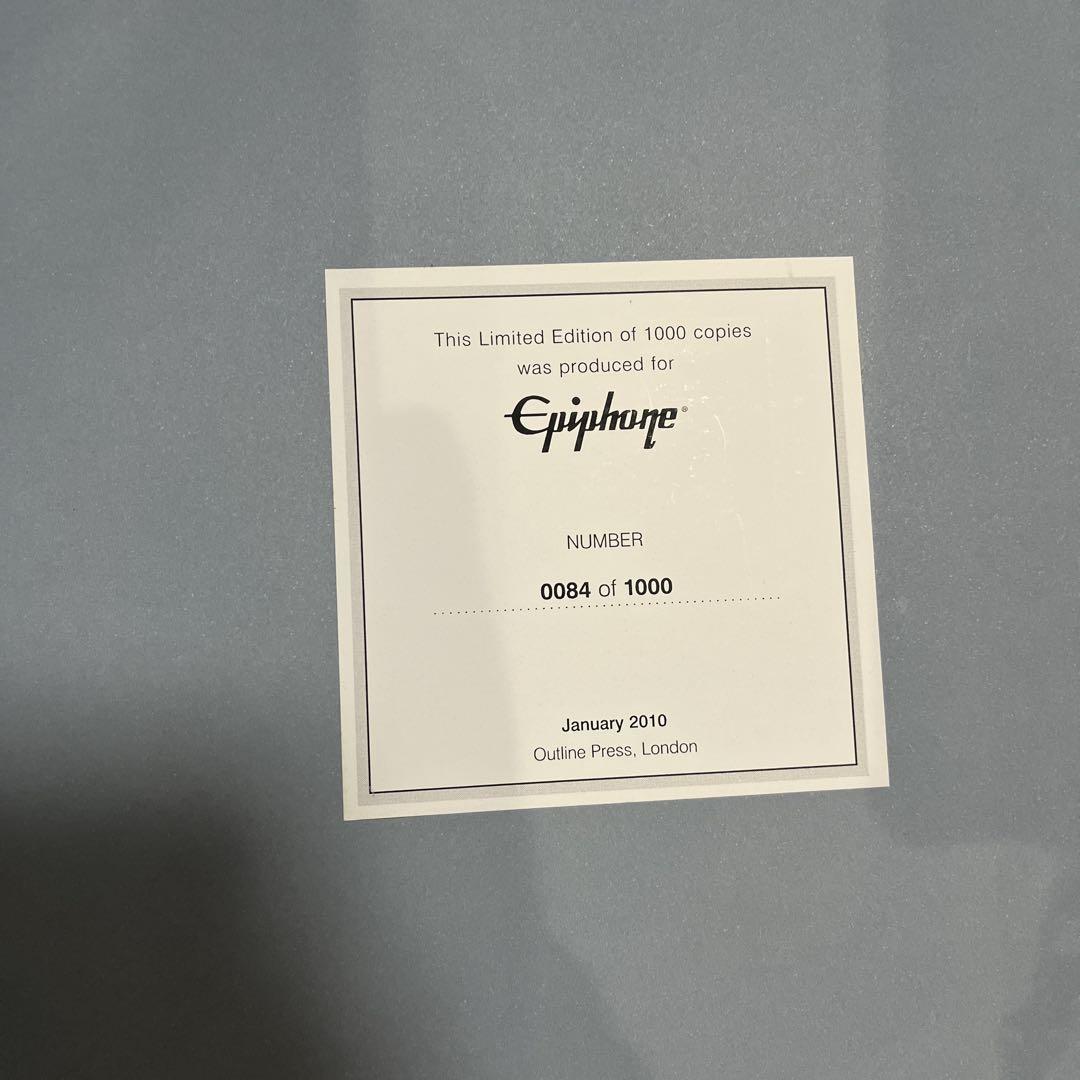 This Limited Edition of 1000 copies
was produced for
Epiphone®
NUMBER
0084 of 1000
January 2010
Outline Press, London